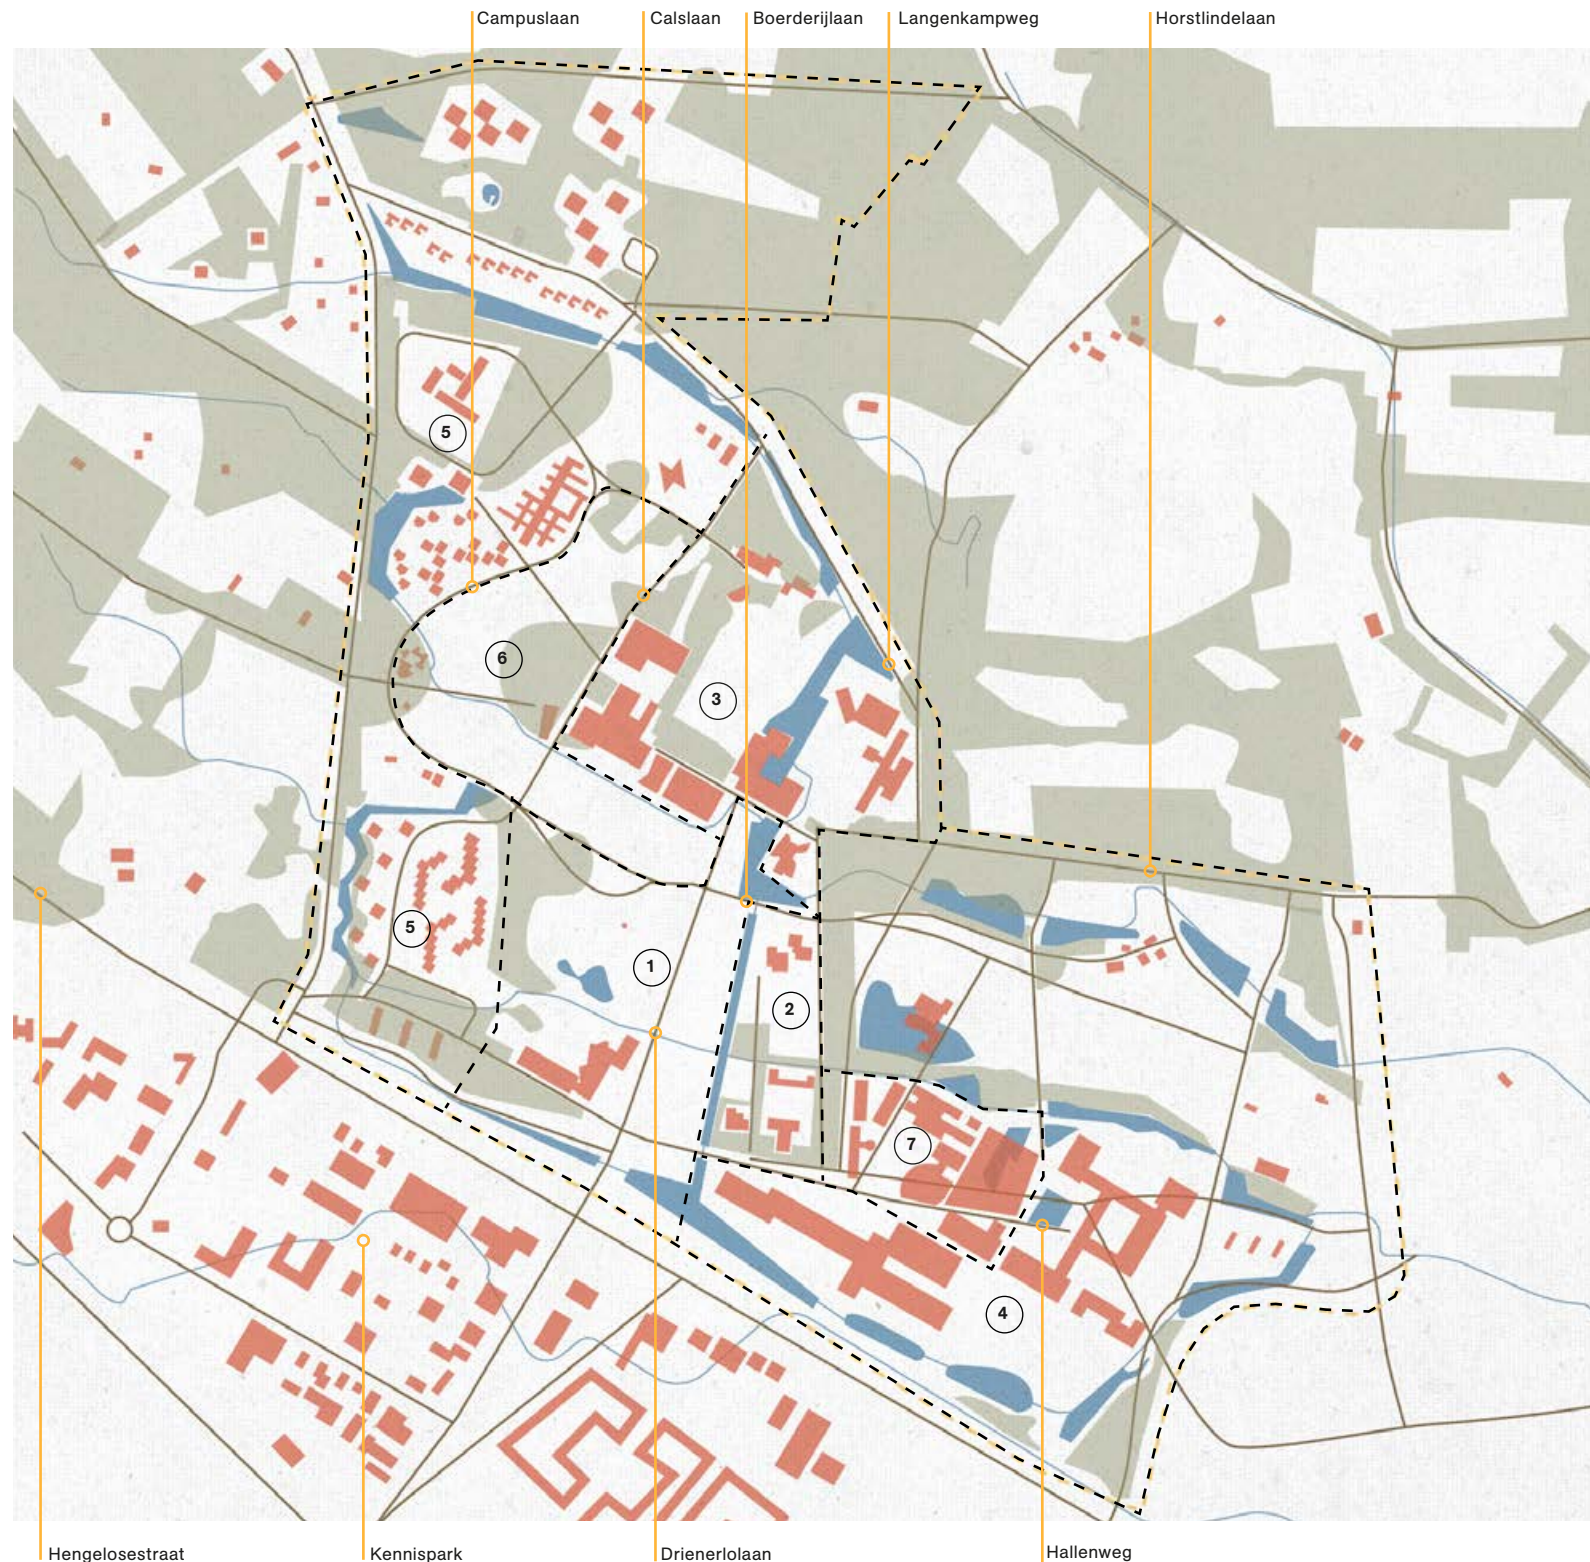 Campuslaan
Calslaan
Boerderijlaan
Langenkampweg
Horstlindelaan
5
6
3
5
1
2
7
4
Hengelosestraat
Kennispark
Drienerlolaan
Hallenweg